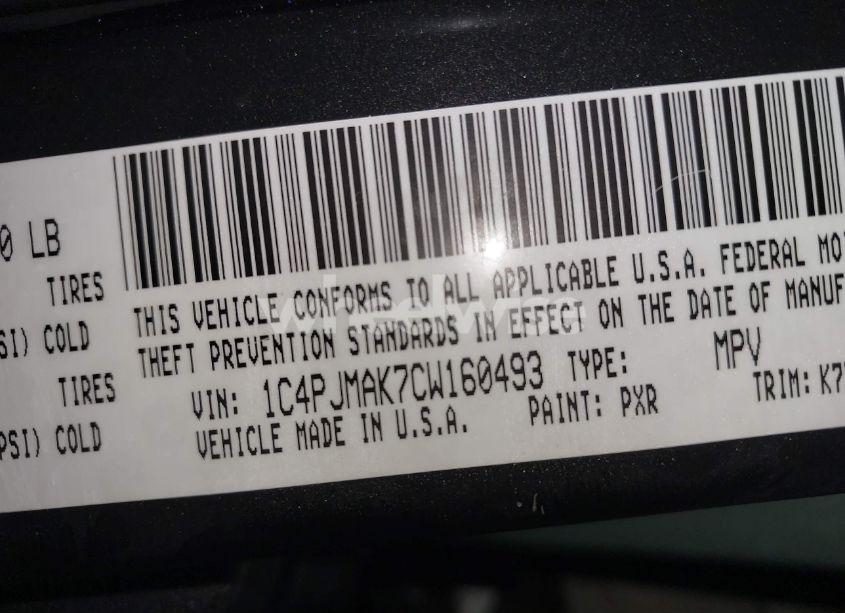 0 LB
TIRES
SI) COLD
TIRES
PSI) COLD
THIS VEHICLE CONFORMS TO ALL APPLICABLE U.S.A. FEDERAL MO
THEFT PREVENTION STANDARDS IN EFFECT ON THE DATE OF MANUF
VIN: 1C4PJMAK7CW160493 TYPE: MPV
VEHICLE MADE IN U.S.A. PAINT: PXR TRIM: K7